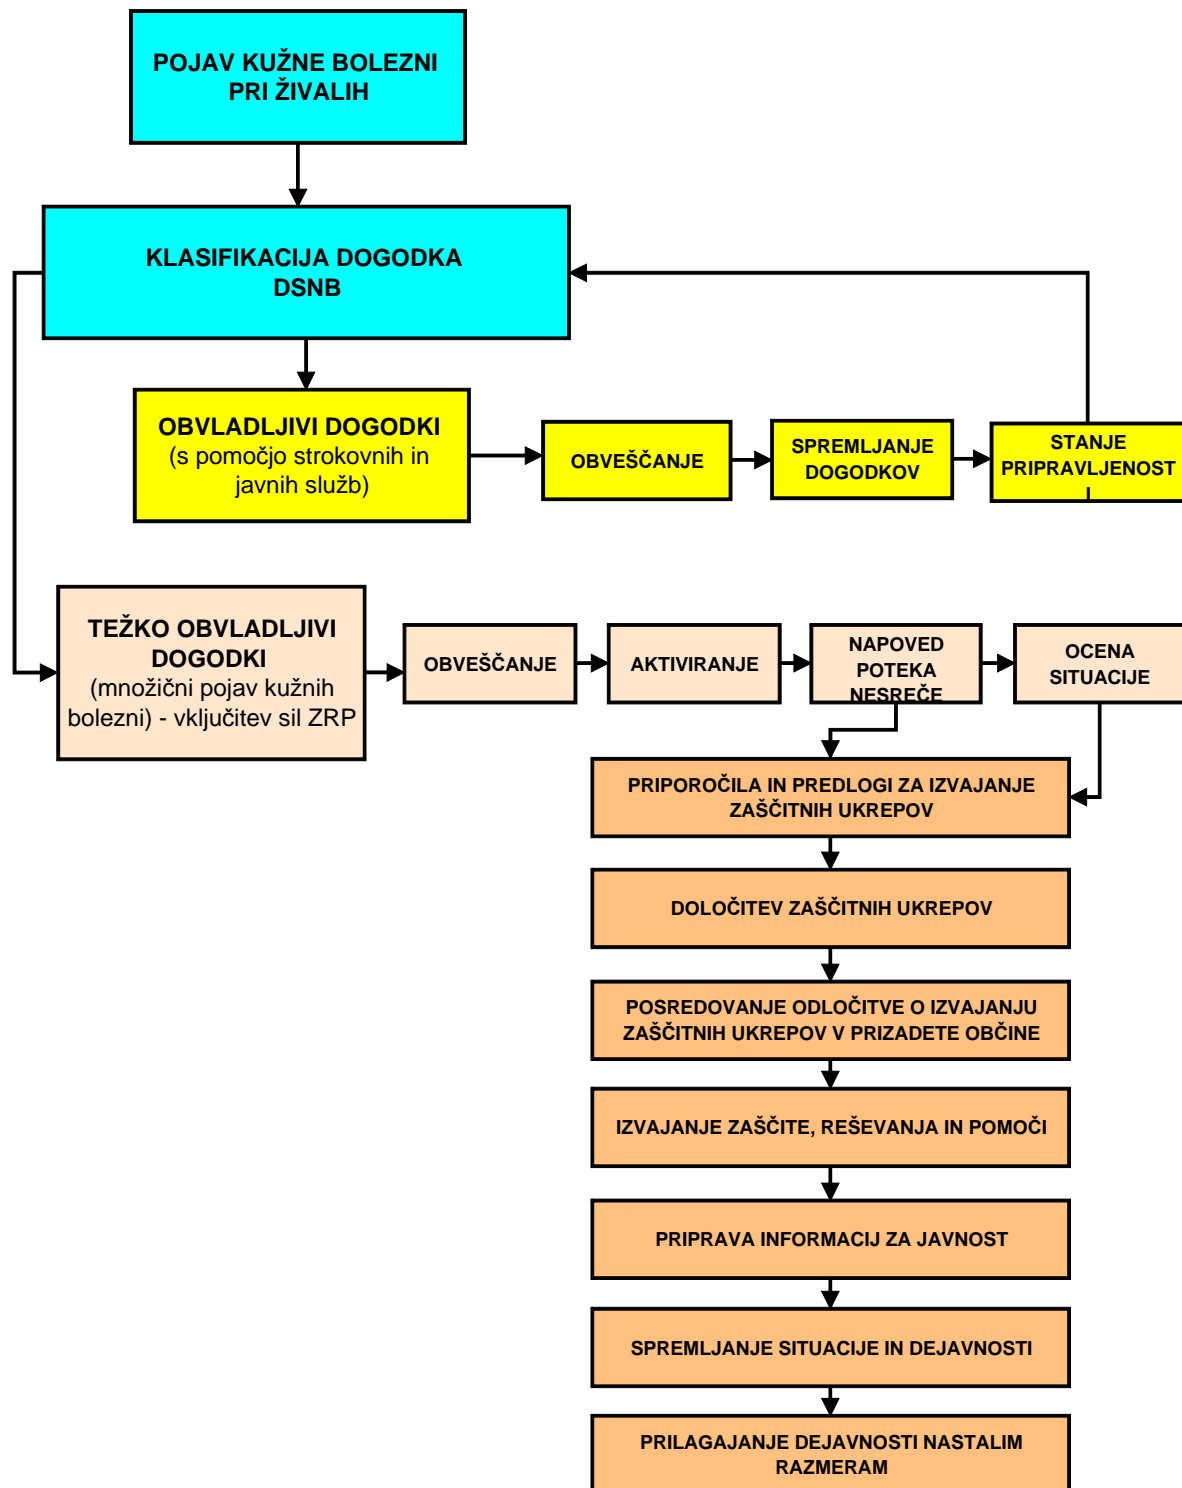 POJAV KUŽNE BOLEZNI
PRI ŽIVALIH
KLASIFIKACIJA DOGODKA
DSNB
OBVLADLJIVI DOGODKI
(s pomočjo strokovnih in
javnih služb)
OBVEŠČANJE
SPREMLJANJE
DOGODKOV
STANJE
PRIPRAVLJENOST
I
TEŽKO OBVLADLJIVI
DOGODKI
(množični pojav kužnih
bolezni) - vključitev sil ZRP
OBVEŠČANJE
AKTIVIRANJE
NAPOVED
POTEKA
NESREČE
OCENA
SITUACIJE
PRIPOROČILA IN PREDLOGI ZA IZVAJANJE
ZAŠČITNIH UKREPOV
DOLOČITEV ZAŠČITNIH UKREPOV
POSREDOVANJE ODLOČITVE O IZVAJANJU
ZAŠČITNIH UKREPOV V PRIZADETE OBČINE
IZVAJANJE ZAŠČITE, REŠEVANJA IN POMOČI
PRIPRAVA INFORMACIJ ZA JAVNOST
SPREMLJANJE SITUACIJE IN DEJAVNOSTI
PRILAGAJANJE DEJAVNOSTI NASTALIM
RAZMERAM